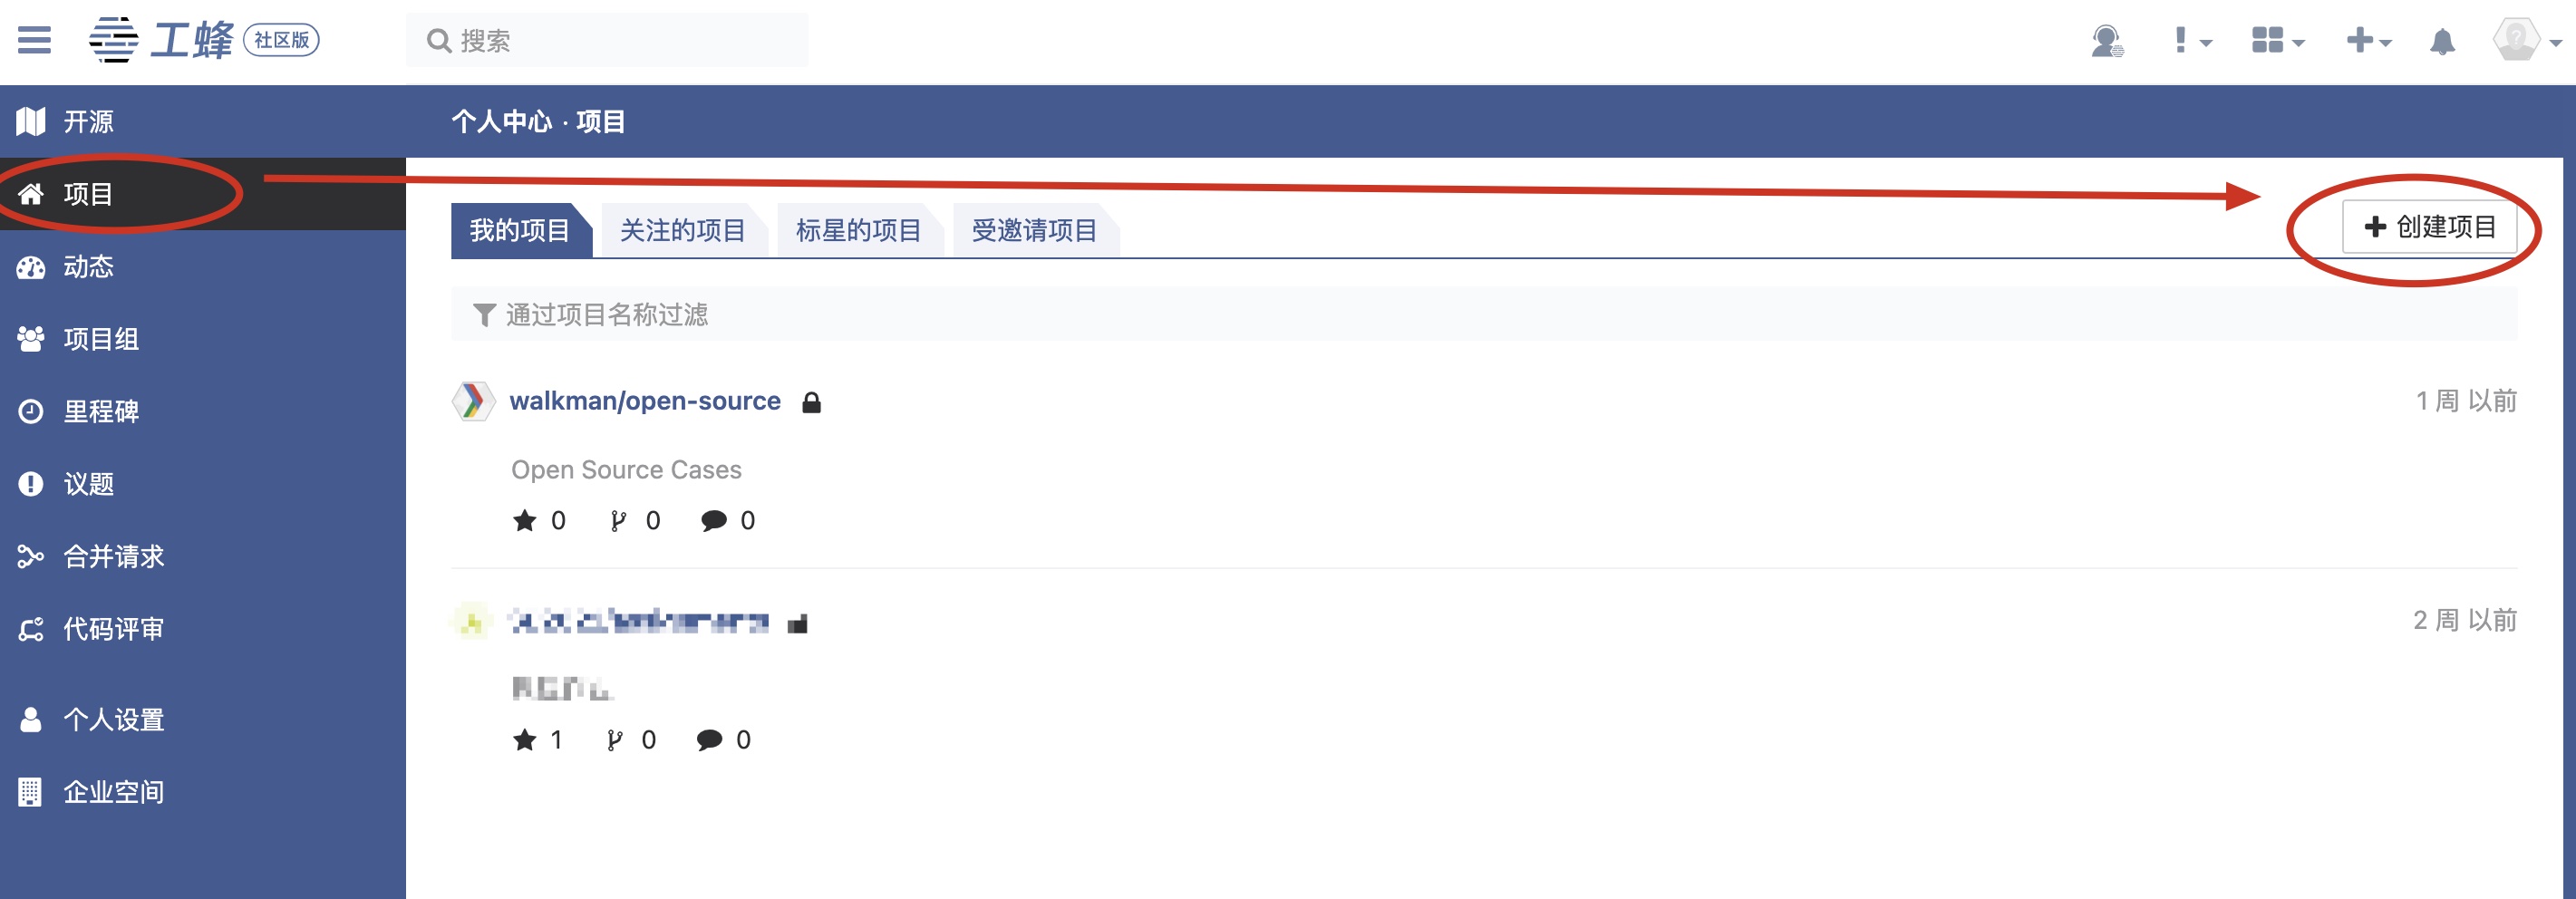 工蜂 社区版
搜索
开源
项目
动态
项目组
里程碑
议题
合并请求
代码评审
个人设置
企业空间
个人中心 · 项目
我的项目 关注的项目 标星的项目 受邀请项目
创建项目
通过项目名称过滤
walkman/open-source 1 周 以前
Open Source Cases
0 0 0
2 周 以前
1 0 0